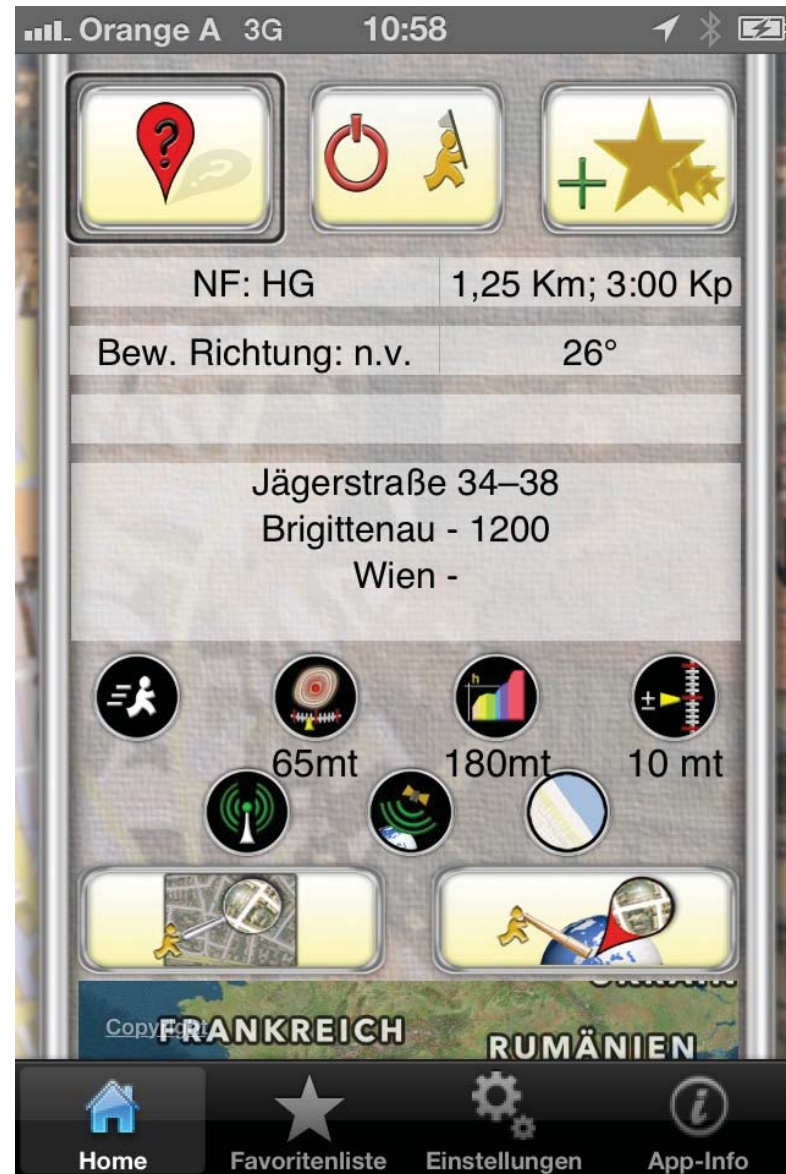 Orange A 3G 10:58
?
NF: HG 1,25 Km; 3:00 Kp
Bew. Richtung: n.v. 26°
Jägerstraße 34–38
Brigittenau - 1200
Wien -
h
±
65mt 180mt 10 mt
Copyright
FRANKREICH
RUMÄNIEN
Home Favoritenliste Einstellungen App-Info